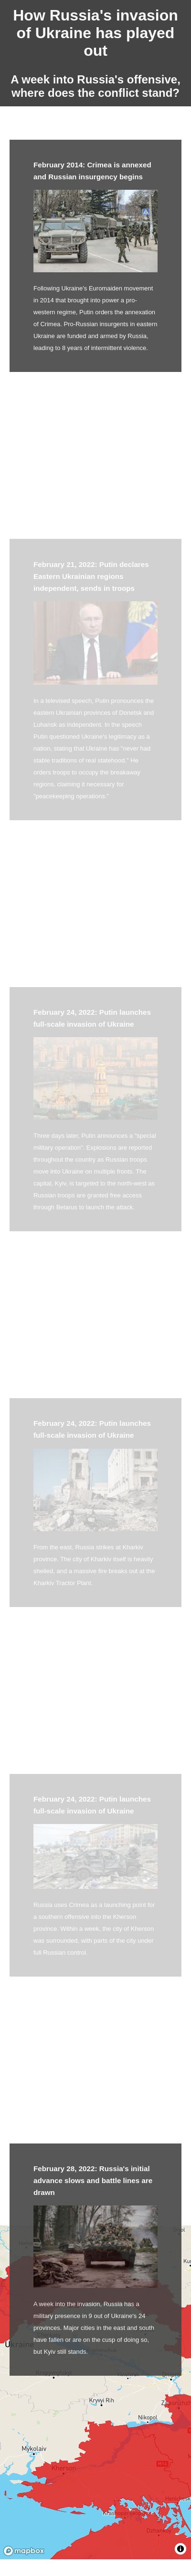 How Russia's invasion
of Ukraine has played
out
A week into Russia's offensive,
where does the conflict stand?
February 2014: Crimea is annexed
and Russian insurgency begins
Following Ukraine's Euromaiden movement
in 2014 that brought into power a pro-
western regime, Putin orders the annexation
of Crimea. Pro-Russian insurgents in eastern
Ukraine are funded and armed by Russia,
leading to 8 years of intermittent violence.
February 21, 2022: Putin declares
Eastern Ukrainian regions
independent, sends in troops
In a televised speech, Putin pronounces the
eastern Ukrainian provinces of Donetsk and
Luhansk as independent. In the speech
Putin questioned Ukraine's legitimacy as a
nation, stating that Ukraine has "never had
stable traditions of real statehood." He
orders troops to occupy the breakaway
regions, claiming it necessary for
"peacekeeping operations."
February 24, 2022: Putin launches
full-scale invasion of Ukraine
Three days later, Putin announces a "special
military operation". Explosions are reported
throughout the country as Russian troops
move into Ukraine on multiple fronts. The
capital, Kyiv, is targeted to the north-west as
Russian troops are granted free access
through Belarus to launch the attack.
February 24, 2022: Putin launches
full-scale invasion of Ukraine
From the east, Russia strikes at Kharkiv
province. The city of Kharkiv itself is heavily
shelled, and a massive fire breaks out at the
Kharkiv Tractor Plant.
February 24, 2022: Putin launches
full-scale invasion of Ukraine
Russia uses Crimea as a launching point for
a southern offensive into the Kherson
province. Within a week, the city of Kherson
was surrounded, with parts of the city under
full Russian control.
February 28, 2022: Russia's initial
advance slows and battle lines are
drawn
A week into the invasion, Russia has a
military presence in 9 out of Ukraine's 24
provinces. Major cities in the east and south
have fallen or are on the cusp of doing so,
but Kyiv still stands.
Kryvyi Rih
Nikopol
Mykolaiv
Kherson
mapbox